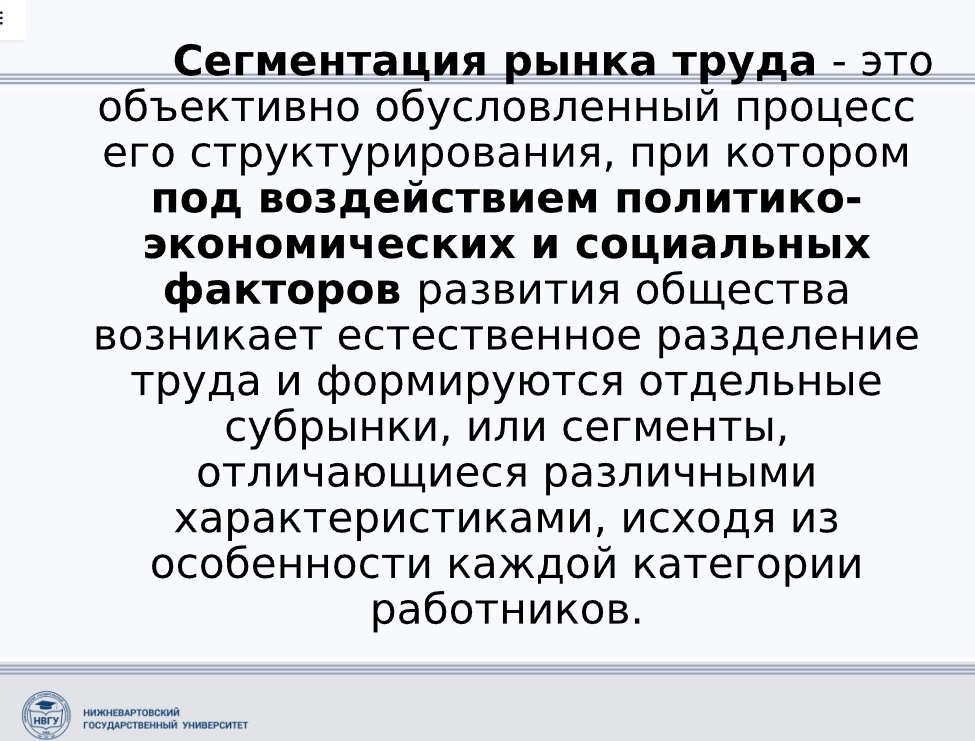 Сегментация рынка труда - это
объективно обусловленный процесс
его структурирования, при котором
под воздействием политико-
экономических и социальных
факторов развития общества
возникает естественное разделение
труда и формируются отдельные
субрынки, или сегменты,
отличающиеся различными
характеристиками, исходя из
особенности каждой категории
работников.
НВГУ
НИЖНЕВАРТОВСКИЙ
ГОСУДАРСТВЕННЫЙ УНИВЕРСИТЕТ